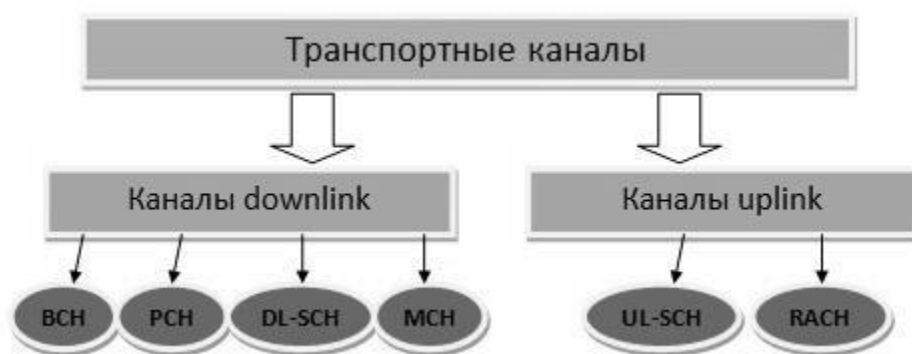 Транспортные каналы
Каналы downlink
Каналы uplink
BCH
PCH
DL-SCH
MCH
UL-SCH
RACH